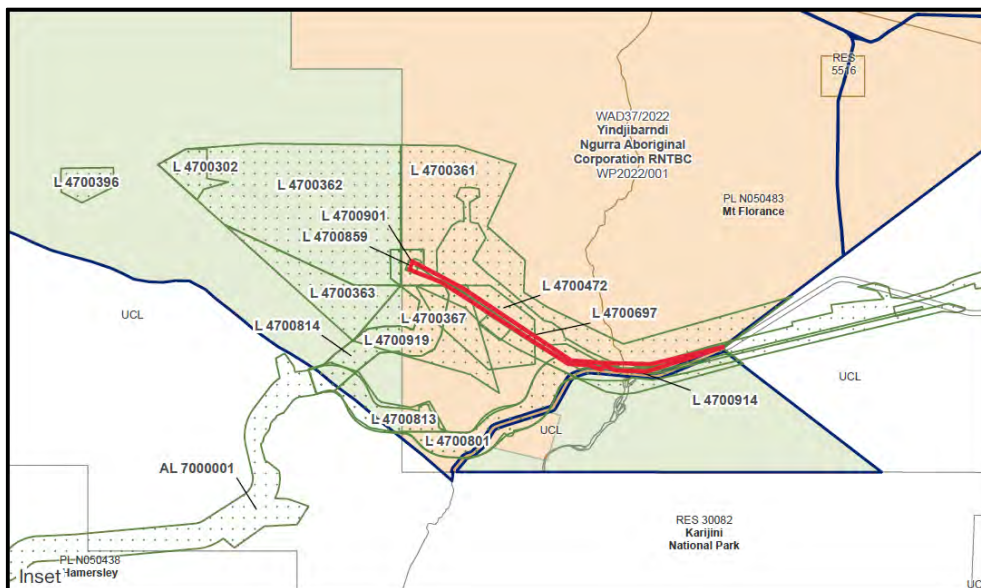 RES
5516
WAD37/2022
Yindjibarndi
Ngurra Aboriginal
Corporation RNTBC
WP2022/001
L 4700302
L 4700361
L 4700396
L 4700362
PL N050483
Mt Florance
L 4700901
L 4700859
L 4700472
L 4700363
UCL
L 4700367
L 4700697
L 4700814
L 4700919
UCL
L 4700914
L 4700813
UCL
L 4700801
AL 7000001
RES 30082
Karijini
National Park
PL N050438
Hamersley
Inset
UCL